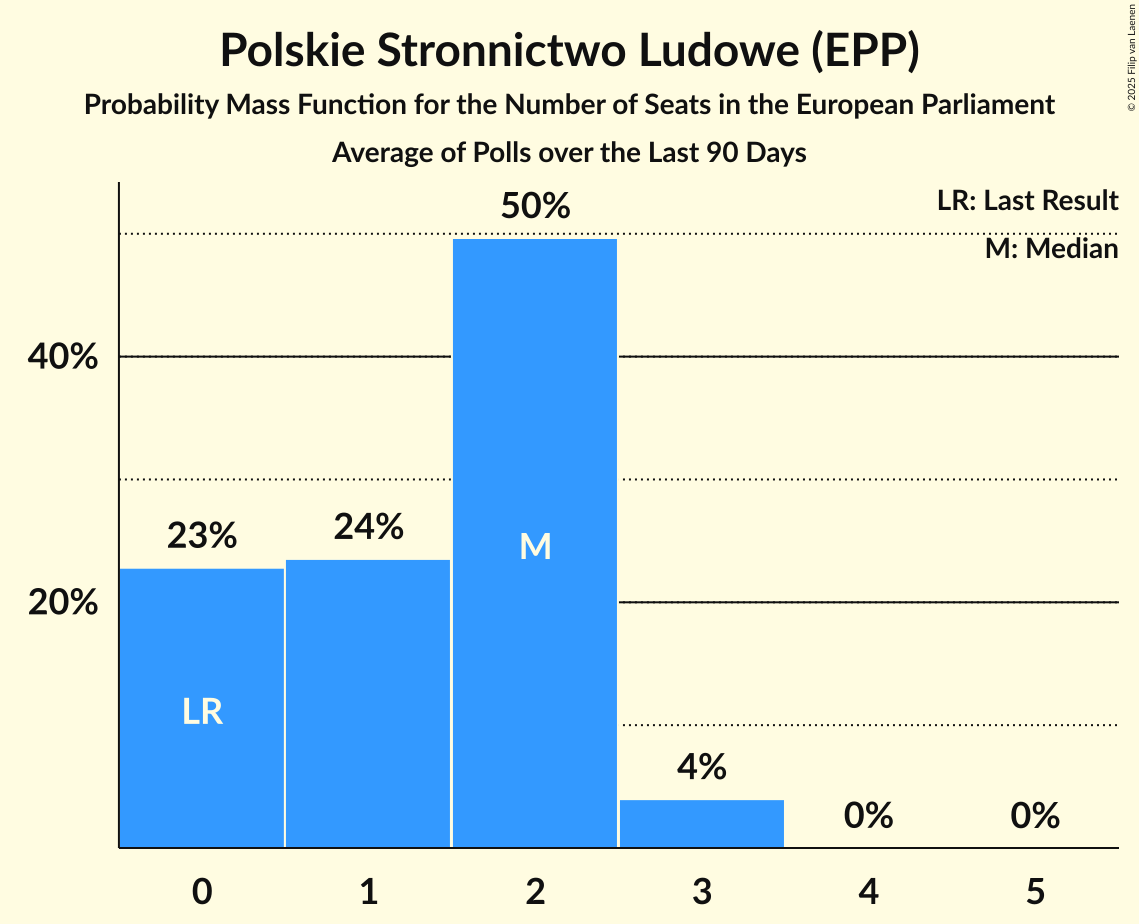 Polskie Stronnictwo Ludowe (EPP)
Probability Mass Function for the Number of Seats in the European Parliament
Average of Polls over the Last 90 Days
© 2025 Filip van Laenen
LR: Last Result
M: Median
50%
40%
24%
23%
M
20%
LR
4%
0%
0%
0 1 2 3 4 5